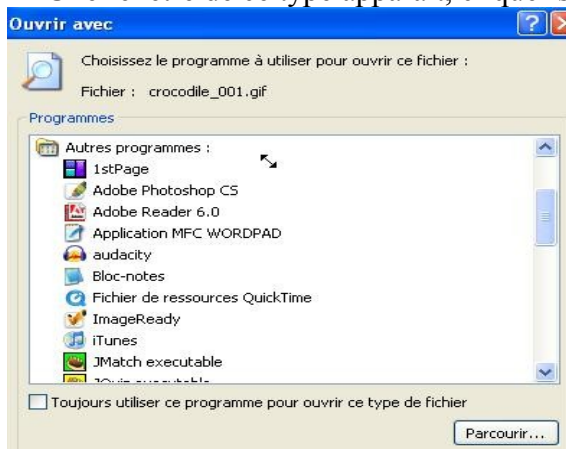 Ouvrir avec
Choisissez le programme à utiliser pour ouvrir ce fichier :
Fichier : crocodile_001.gif
Programmes
Autres programmes :
1stPage
Adobe Photoshop CS
Adobe Reader 6.0
Application MFC WORDPAD
audacity
Bloc-notes
Fichier de ressources QuickTime
ImageReady
iTunes
JMatch executable
Toujours utiliser ce programme pour ouvrir ce type de fichier
Parcourir...